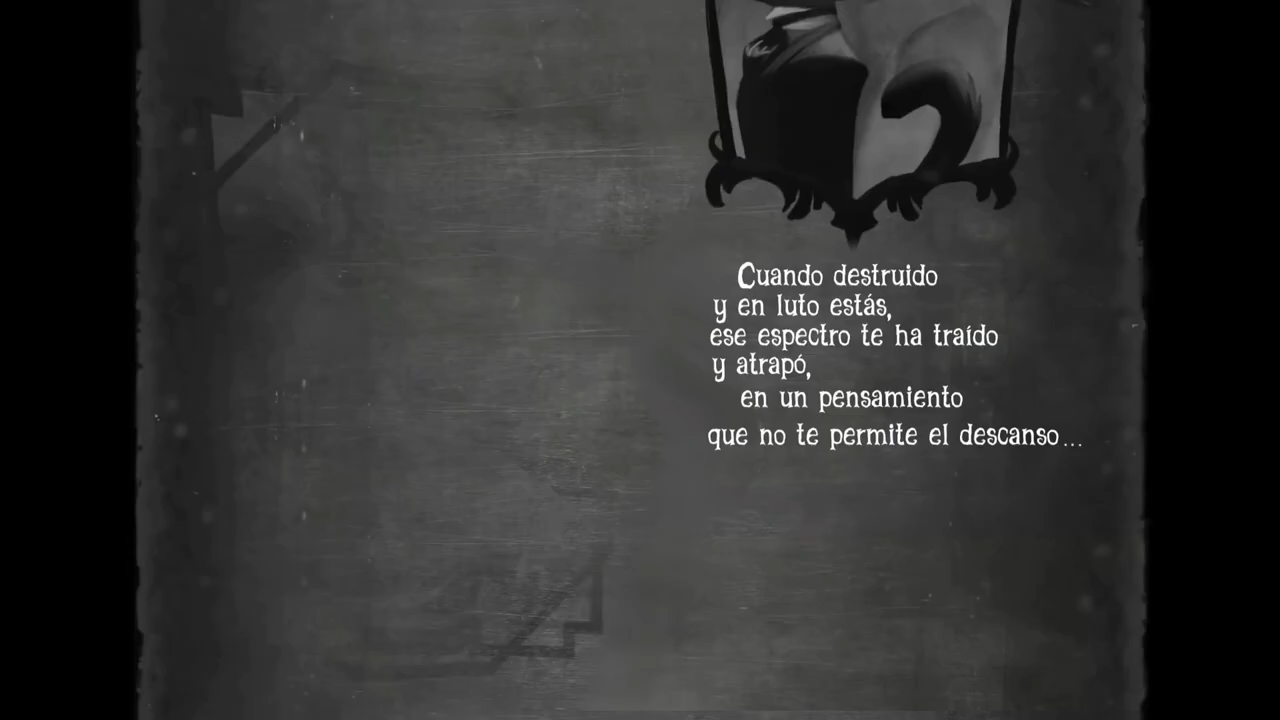 Cuando destruido
y en luto estás,
ese espectro te ha traído
y atrapó,
en un pensamiento
que no te permite el descanso...